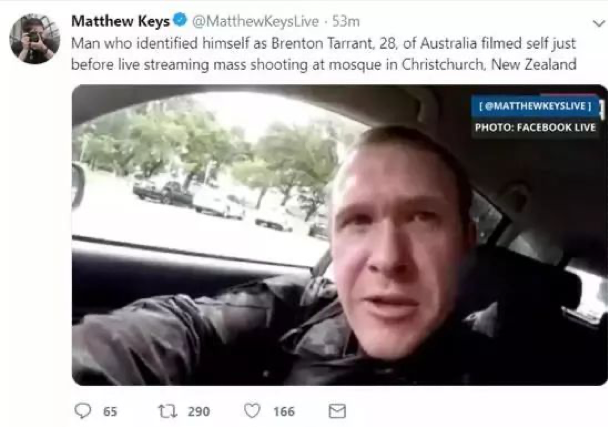 Matthew Keys @MatthewKeysLive · 53m
Man who identified himself as Brenton Tarrant, 28, of Australia filmed self just
before live streaming mass shooting at mosque in Christchurch, New Zealand
[ @MATTHEWKEYSLIVE ]
PHOTO: FACEBOOK LIVE
65 290 166